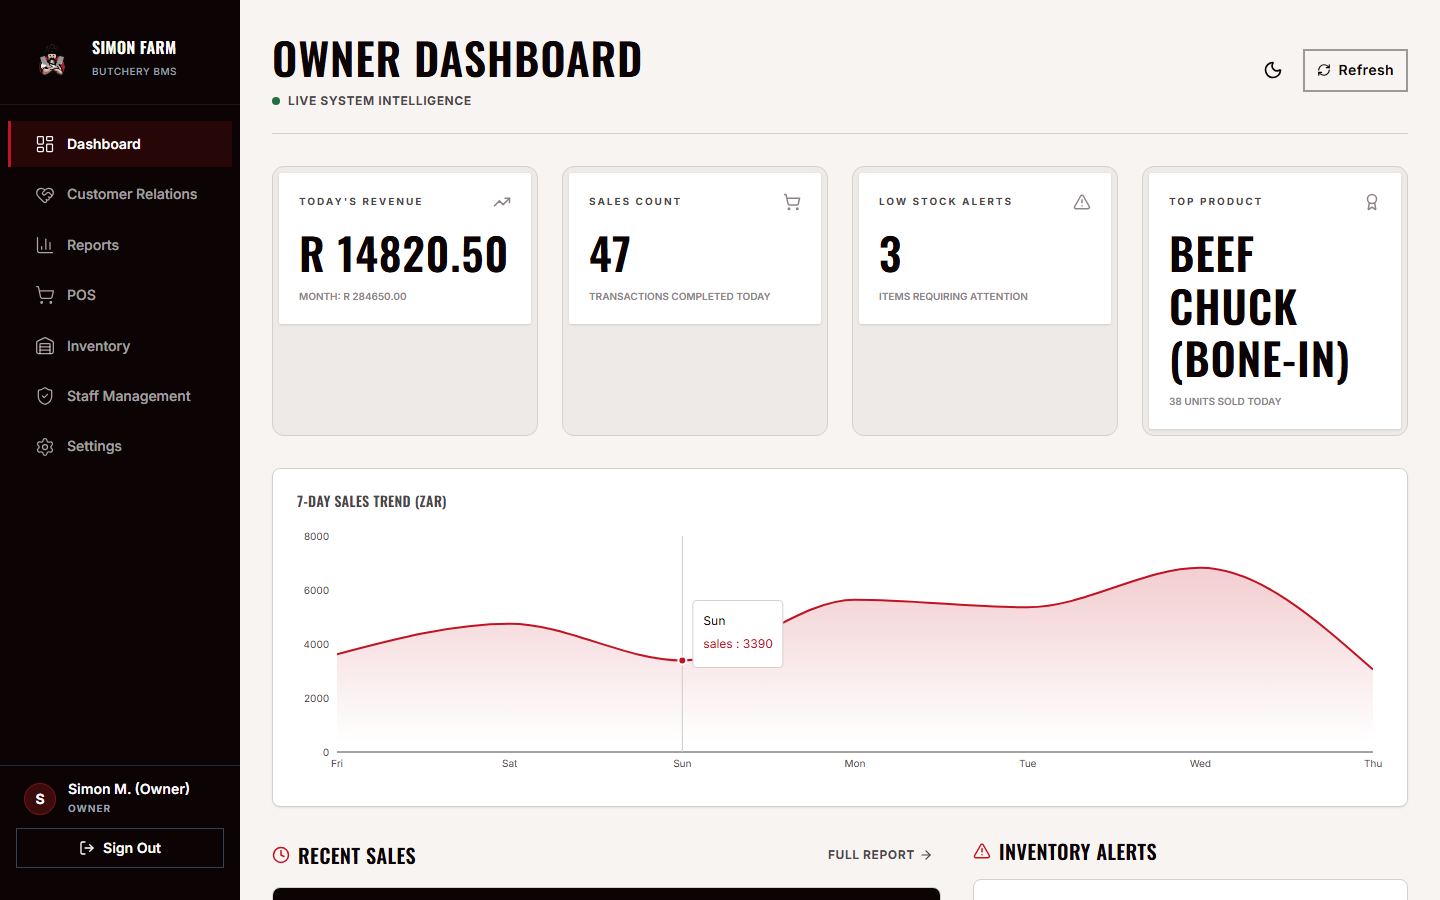 SIMON FARM
BUTCHERY BMS
Dashboard
Customer Relations
Reports
POS
Inventory
Staff Management
Settings
S
Simon M. (Owner)
OWNER
Sign Out
OWNER DASHBOARD
LIVE SYSTEM INTELLIGENCE
Refresh
TODAY'S REVENUE
R 14820.50
MONTH: R 284650.00
SALES COUNT
47
TRANSACTIONS COMPLETED TODAY
LOW STOCK ALERTS
3
ITEMS REQUIRING ATTENTION
TOP PRODUCT
BEEF
CHUCK
(BONE-IN)
38 UNITS SOLD TODAY
7-DAY SALES TREND (ZAR)
8000
6000
4000
2000
0
Sun
sales : 3390
Fri Sat Sun Mon Tue Wed Thu
RECENT SALES
FULL REPORT
INVENTORY ALERTS